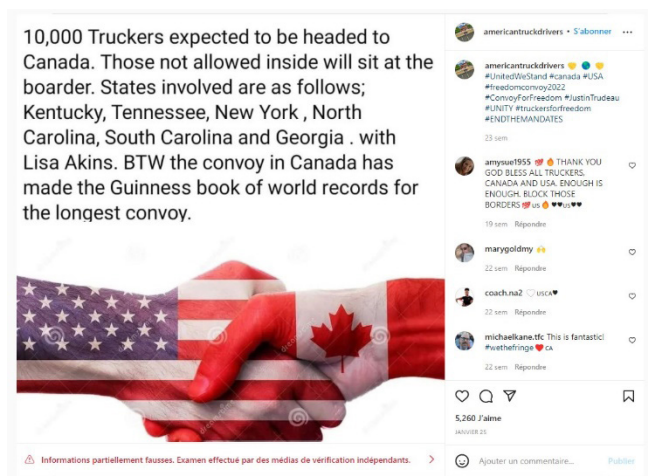 10,000 Truckers expected to be headed to
Canada. Those not allowed inside will sit at the
boarder. States involved are as follows;
Kentucky, Tennessee, New York , North
Carolina, South Carolina and Georgia . with
Lisa Akins. BTW the convoy in Canada has
made the Guinness book of world records for
the longest convoy.
Informations partiellement fausses. Examen effectué par des médias de vérification indépendants.
americantruckdrivers • S'abonner
americantruckdrivers
#UnitedWeStand #canada #USA
#freedomconvoy2022
#ConvoyForFreedom #JustinTrudeau
#UNITY #truckersforfreedom
#ENDTHEMANDATES
23 sem
amysue1955 💯 🔥 THANK YOU
GOD BLESS ALL TRUCKERS,
CANADA AND USA. ENOUGH IS
ENOUGH. BLOCK THOSE
BORDERS 💯 us 🔥 ♥♥us♥♥
19 sem Répondre
marygoldmy 🙌
22 sem Répondre
coach.na2 🤍 USCA♥
22 sem Répondre
michaelkane.tfc This is fantastic!
#wethefringe ❤ CA
22 sem Répondre
5,260 J'aime
JANVIER 25
Ajouter un commentaire... Publier